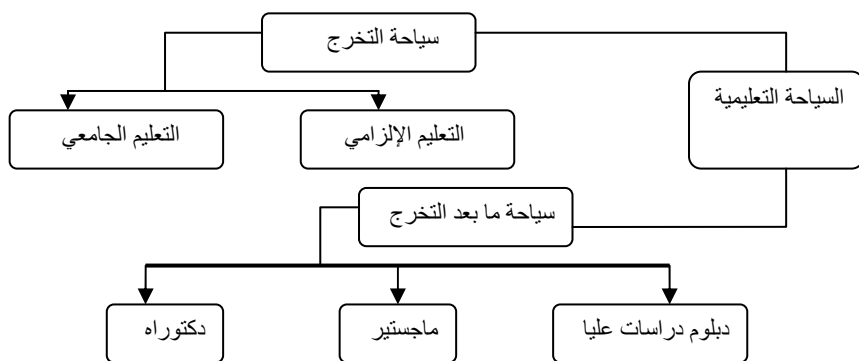 سياحة التخرج
السياحة التعليمية
التعليم الإلزامي
التعليم الجامعي
سياحة ما بعد التخرج
دبلوم دراسات عليا
ماجستير
دكتوراه